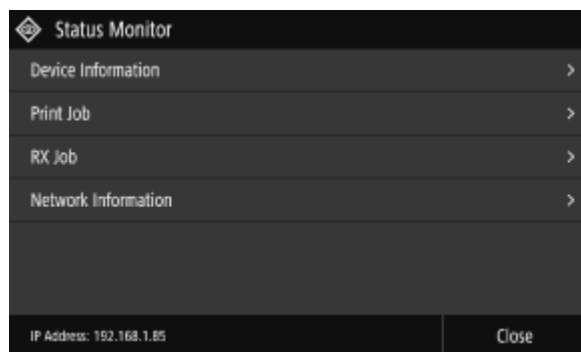 Status Monitor
Device Information
Print Job
RX Job
Network Information
IP Address: 192.168.1.85
Close